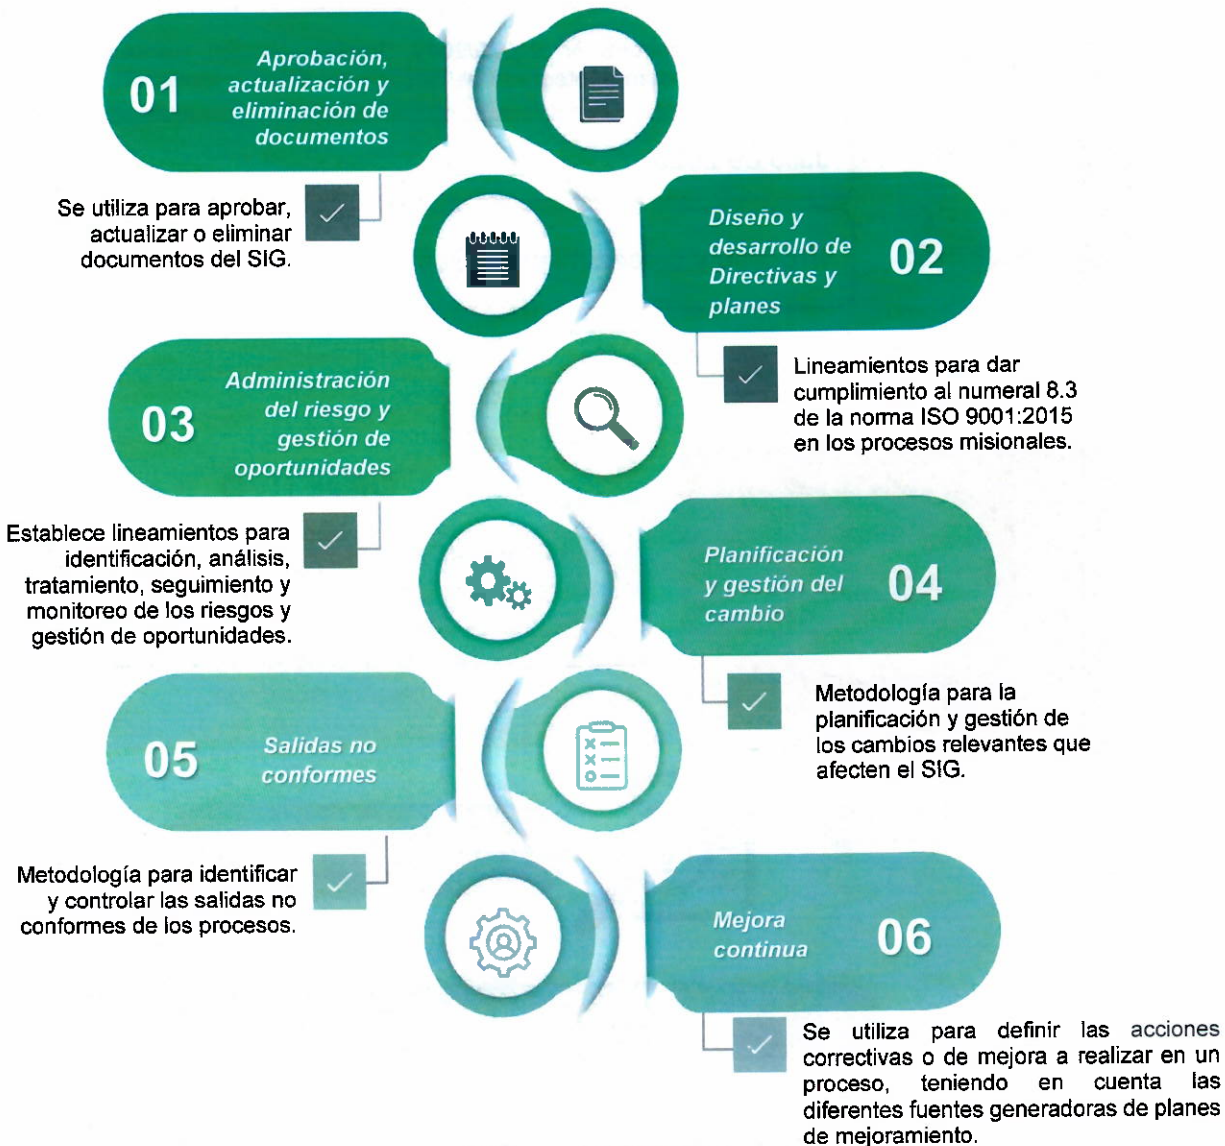 01
Aprobación,
actualización y
eliminación de
documentos
Se utiliza para aprobar,
actualizar o eliminar
documentos del SIG.
Diseño y
desarrollo de
Directivas y
planes
02
Lineamientos para dar
cumplimiento al numeral 8.3
de la norma ISO 9001:2015
en los procesos misionales.
03
Administración
del riesgo y
gestión de
oportunidades
Establece lineamientos para
identificación, análisis,
tratamiento, seguimiento y
monitoreo de los riesgos y
gestión de oportunidades.
Planificación
y gestión del
cambio
04
Metodología para la
planificación y gestión de
los cambios relevantes que
afecten el SIG.
05
Salidas no
conformes
Metodología para identificar
y controlar las salidas no
conformes de los procesos.
Mejora
continua
06
Se utiliza para definir las acciones
correctivas o de mejora a realizar en un
proceso, teniendo en cuenta las
diferentes fuentes generadoras de planes
de mejoramiento.